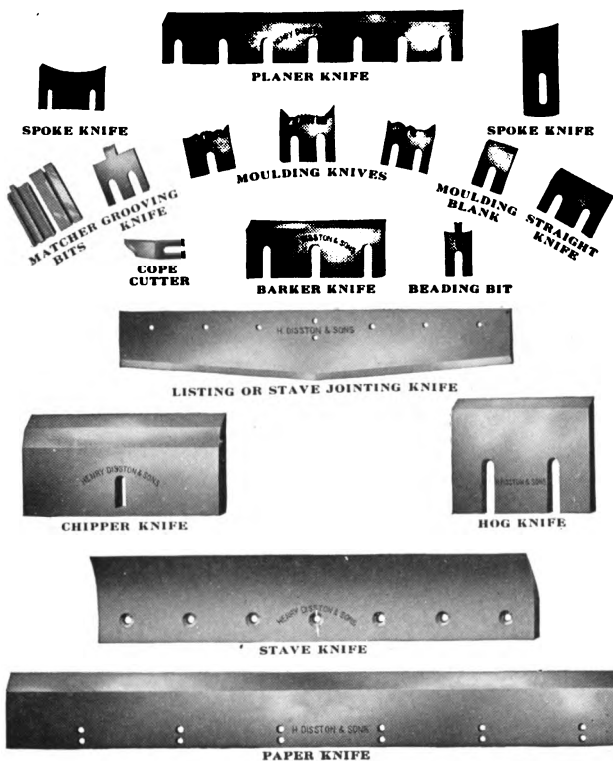 HENRY DISSTON
PLANER KNIFE
SPOKE KNIFE
SPOKE KNIFE
MOULDING KNIVES
MATCHER
BITS
GROOVING
KNIFE
MOULDING
BLANK
STRAIGHT
KNIFE
COPE
CUTTER
DISSTON & SONS
BARKER KNIFE
BEADING BIT
H. DISSTON & SONS
LISTING OR STAVE JOINTING KNIFE
HENRY DISSTON & SONS
CHIPPER KNIFE
H. DISSTON & SONS
HOG KNIFE
HENRY DISSTON & SONS
STAVE KNIFE
H DISSTON & SONS
PAPER KNIFE